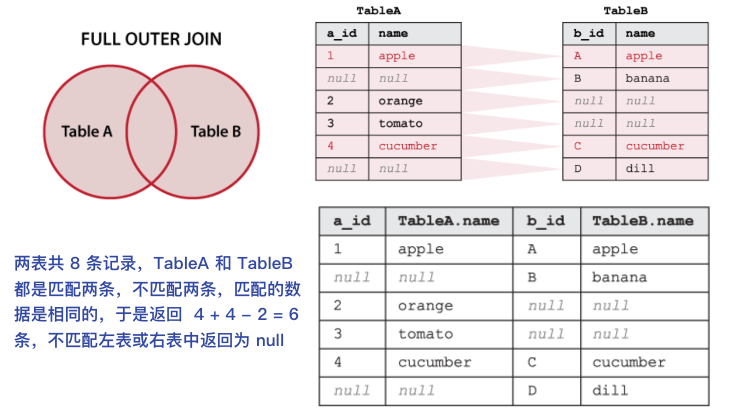 FULL OUTER JOIN
Table A
Table B
TableA
a_id name
1 apple
null null
2 orange
3 tomato
4 cucumber
null null
TableB
b_id name
A apple
B banana
null null
null null
C cucumber
D dill
两表共 8 条记录，TableA 和 TableB
都是匹配两条，不匹配两条，匹配的数
据是相同的，于是返回 4 + 4 – 2 = 6
条，不匹配左表或右表中返回为 null
a_id TableA.name b_id TableB.name
1 apple A apple
null null B banana
2 orange null null
3 tomato null null
4 cucumber C cucumber
null null D dill